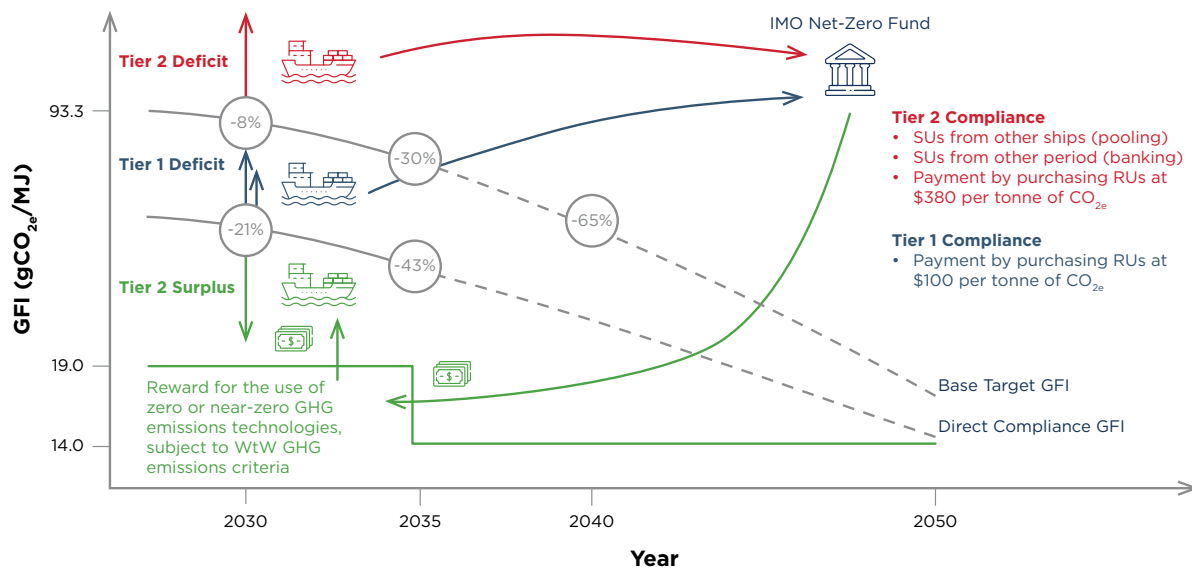 IMO Net-Zero Fund
Tier 2 Deficit
93.3
-8%
Tier 1 Deficit
-30%
-21%
-65%
-43%
Tier 2 Surplus
GFI (gCO2e/MJ)
Tier 2 Compliance
• SUs from other ships (pooling)
• SUs from other period (banking)
• Payment by purchasing RUs at
$380 per tonne of CO2e
Tier 1 Compliance
• Payment by purchasing RUs at
$100 per tonne of CO2e
-$-
-$-
19.0
Reward for the use of
zero or near-zero GHG
emissions technologies,
subject to WtW GHG
emissions criteria
14.0
Base Target GFI
Direct Compliance GFI
2030
2035
2040
2050
Year